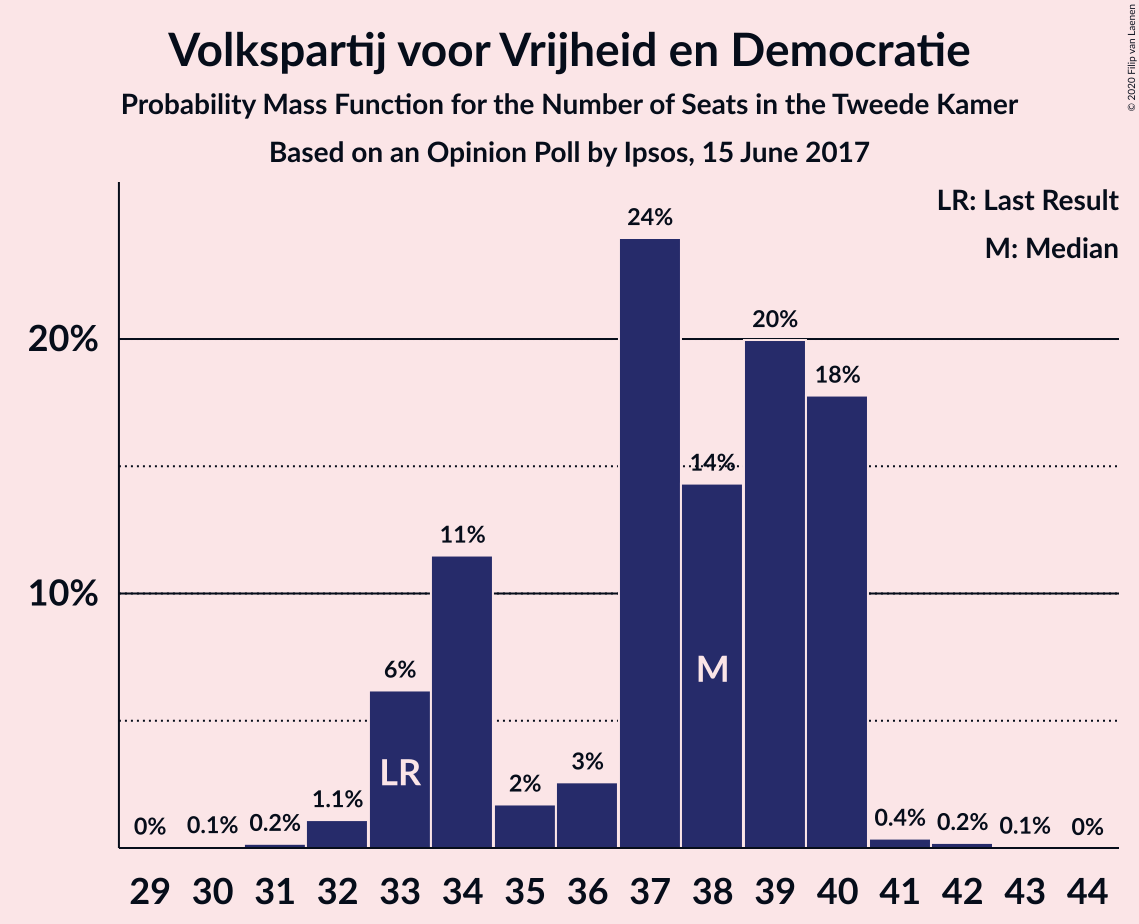 Volkspartij voor Vrijheid en Democratie
Probability Mass Function for the Number of Seats in the Tweede Kamer
Based on an Opinion Poll by Ipsos, 15 June 2017
© 2020 Filip van Laenen
LR: Last Result
M: Median
20%
10%
0%
0.1%
0.2%
1.1%
6%
11%
2%
3%
24%
14%
20%
18%
0.4%
0.2%
0.1%
0%
LR
M
29 30 31 32 33 34 35 36 37 38 39 40 41 42 43 44